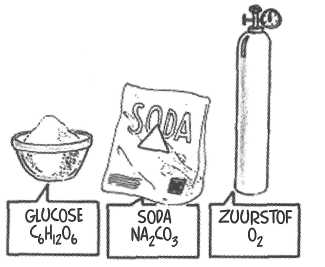 SODA
GLUCOSE
C₆H₁₂O₆
SODA
NA₂CO₃
ZUURSTOF
O₂